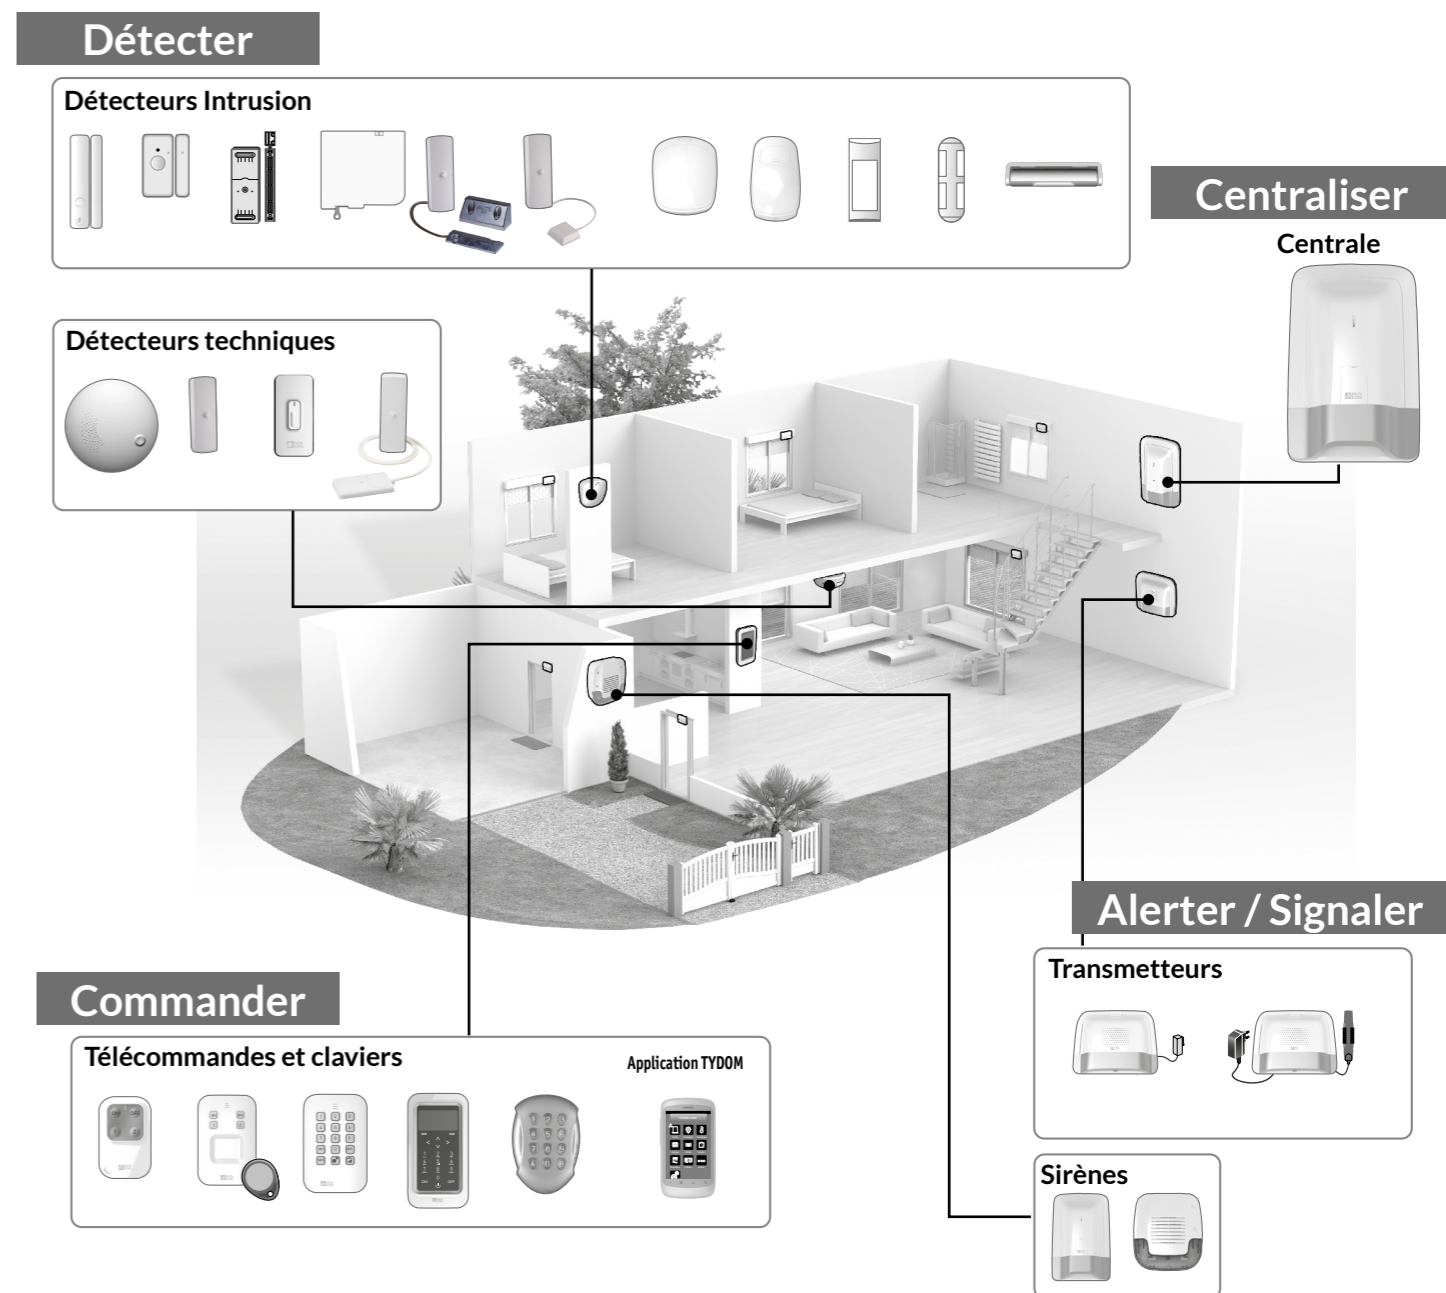 Détecter
Détecteurs Intrusion
Centraliser
Centrale
Détecteurs techniques
Alerter / Signaler
Transmetteurs
Commander
Télécommandes et claviers
Application TYDOM
Sirènes